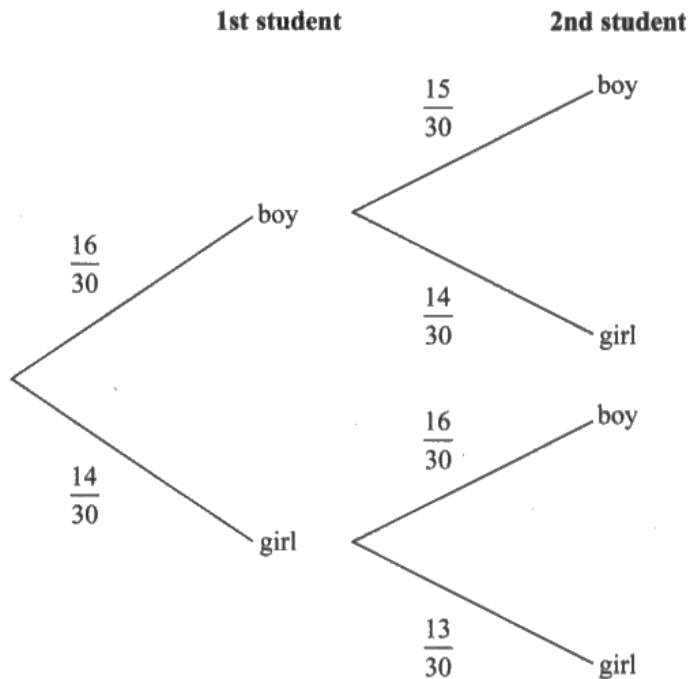 1st student 2nd student
15/30
boy
16/30
boy
14/30
girl
14/30
girl
16/30
boy
13/30
girl